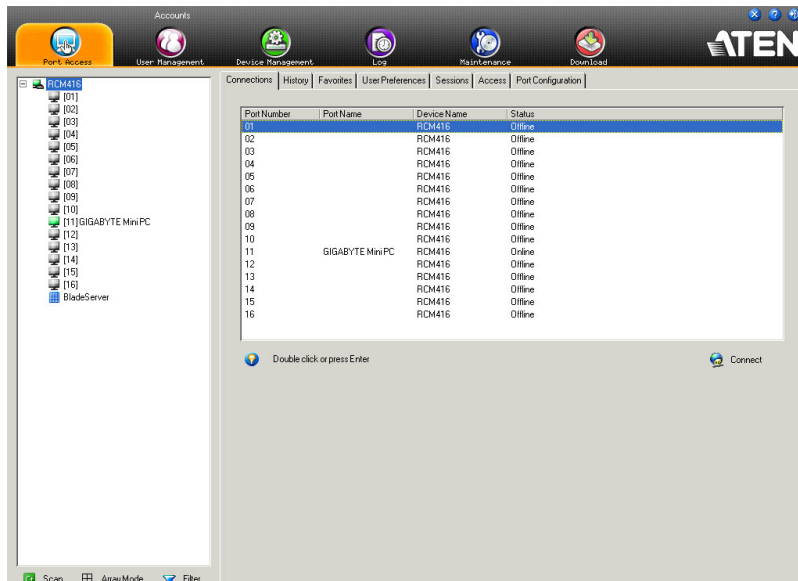 Accounts
ATEN
Port Access User Management Device Management Log Maintenance Download
Connections History Favorites User Preferences Sessions Access Port Configuration
RCM416
[01]
[02]
[03]
[04]
[05]
[06]
[07]
[08]
[09]
[10]
[11]GIGABYTE Mini PC
[12]
[13]
[14]
[15]
[16]
BladeServer
Port Number Port Name Device Name Status
01 RCM416 Offline
02 RCM416 Offline
03 RCM416 Offline
04 RCM416 Offline
05 RCM416 Offline
06 RCM416 Offline
07 RCM416 Offline
08 RCM416 Offline
09 RCM416 Offline
10 RCM416 Offline
11 GIGABYTE Mini PC RCM416 Online
12 RCM416 Offline
13 RCM416 Offline
14 RCM416 Offline
15 RCM416 Offline
16 RCM416 Offline
Double click or press Enter Connect
Scan Array Mode Filter